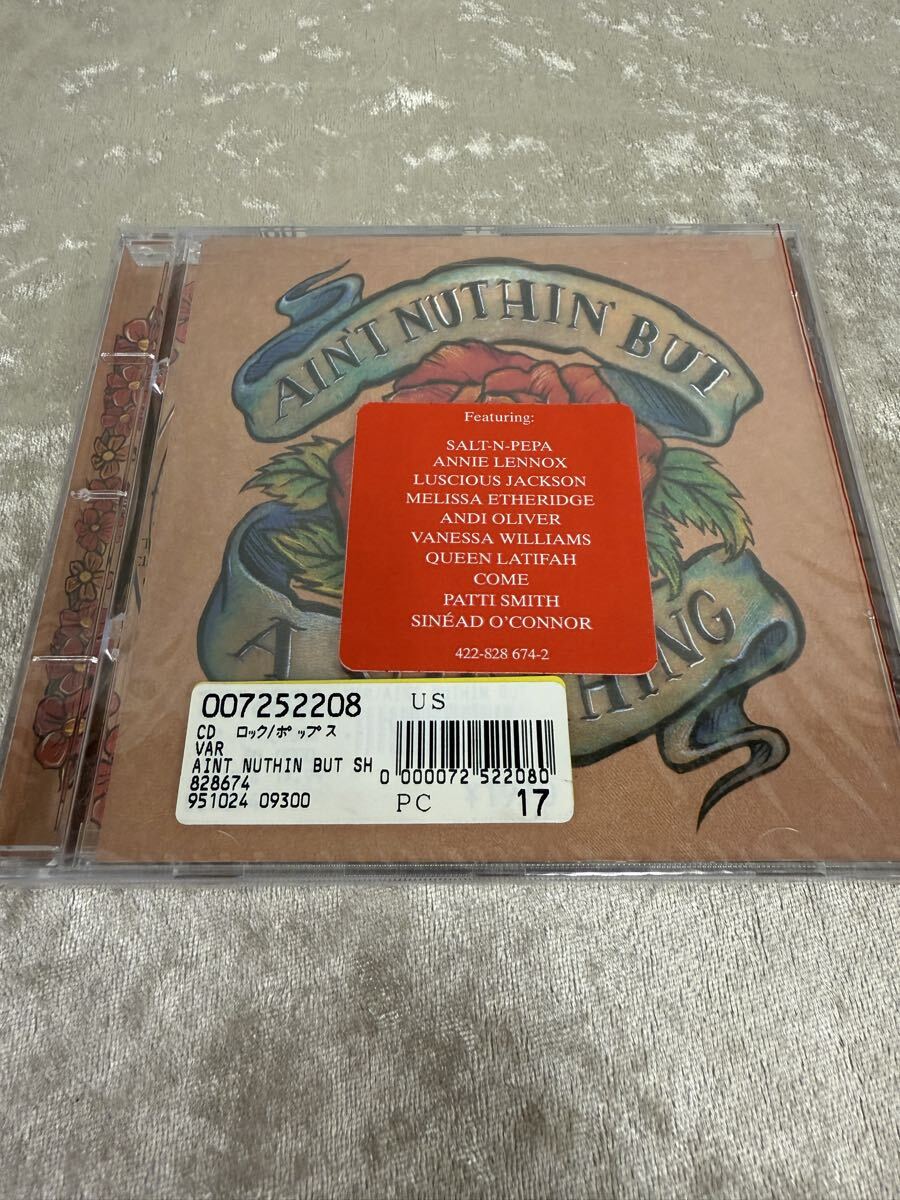 AIN'T NUTHIN' BUT
A
HING
Featuring:
SALT-N-PEPA
ANNIE LENNOX
LUSCIOUS JACKSON
MELISSA ETHERIDGE
ANDI OLIVER
VANESSA WILLIAMS
QUEEN LATIFAH
COME
PATTI SMITH
SINÉAD O'CONNOR
422-828 674-2
007252208 US
CD ロック/ポップス
VAR
AINT NUTHIN BUT SH
828674
951024 09300
0 000072 522080
PC 17